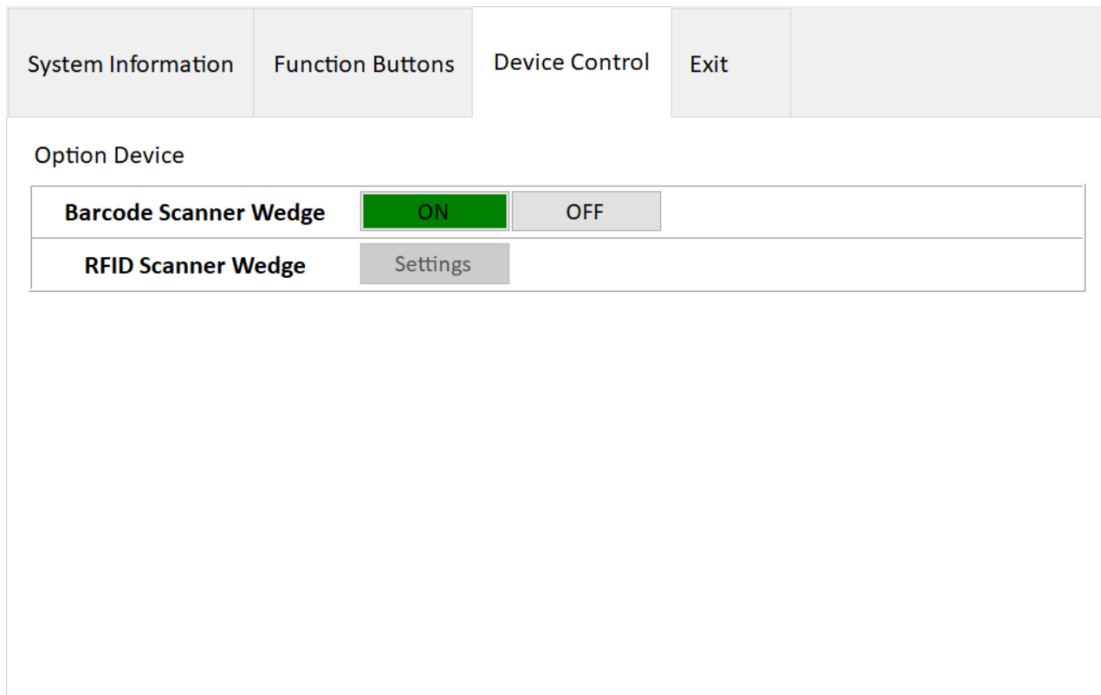 System Information Function Buttons Device Control Exit
Option Device
Barcode Scanner Wedge ON OFF
RFID Scanner Wedge Settings